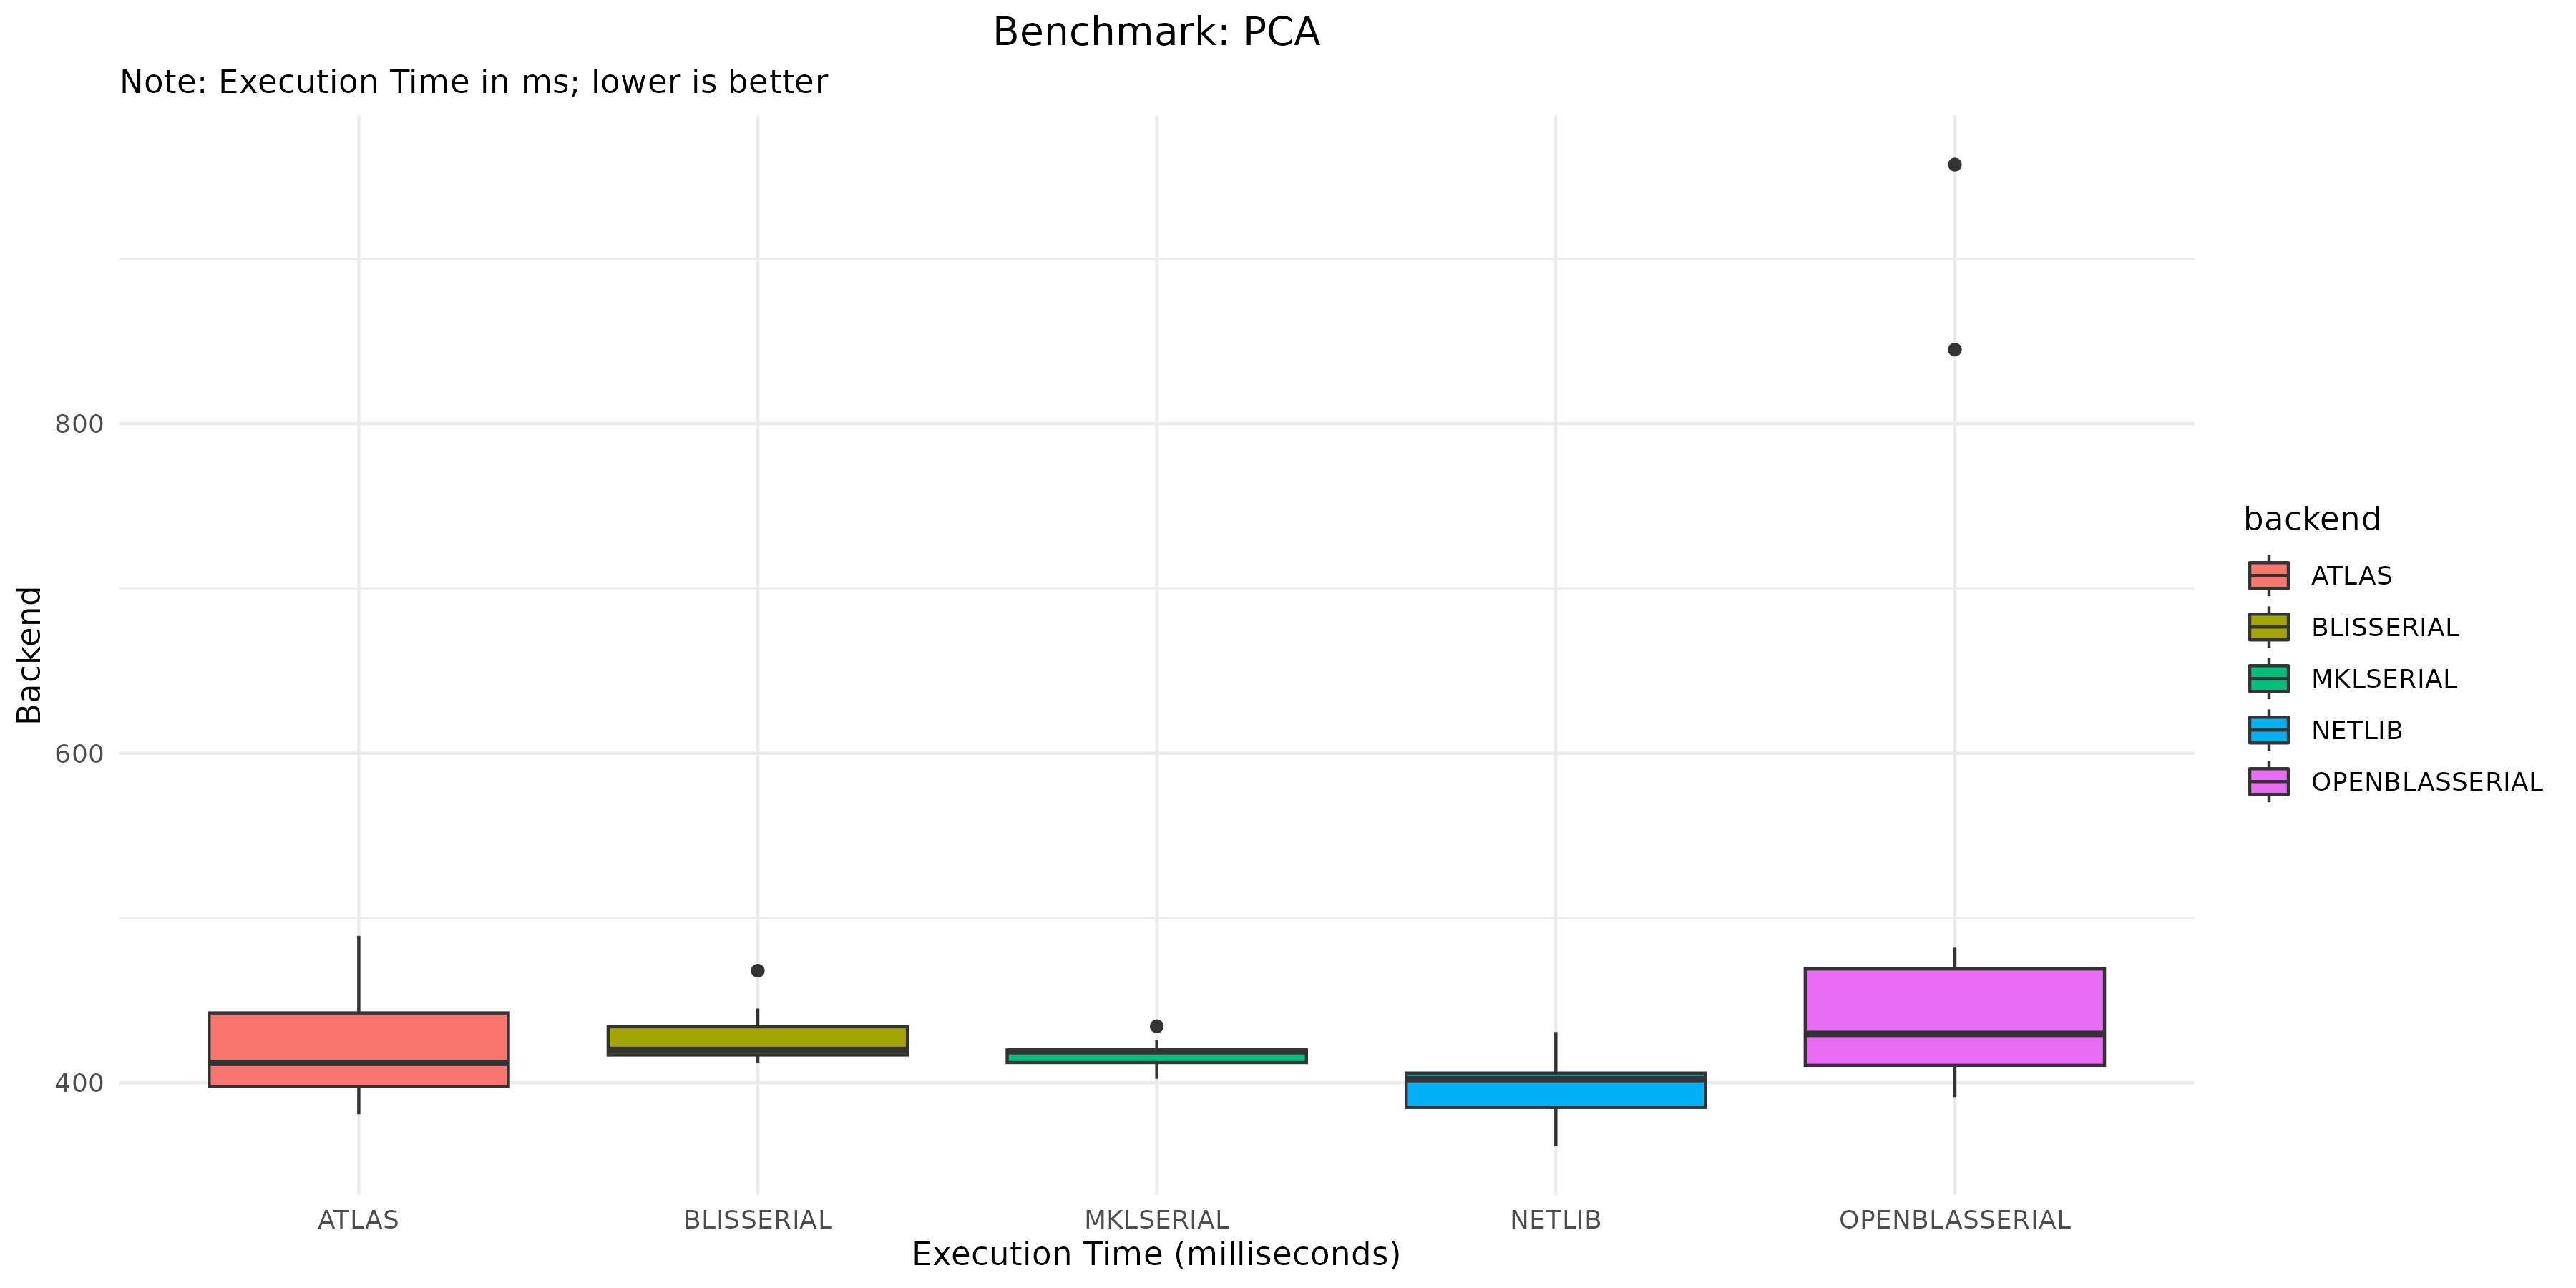 Benchmark: PCA
Note: Execution Time in ms; lower is better
Backend
800
600
400
ATLAS
BLISSERIAL
MKLSERIAL
NETLIB
OPENBLASSERIAL
Execution Time (milliseconds)
backend
ATLAS
BLISSERIAL
MKLSERIAL
NETLIB
OPENBLASSERIAL